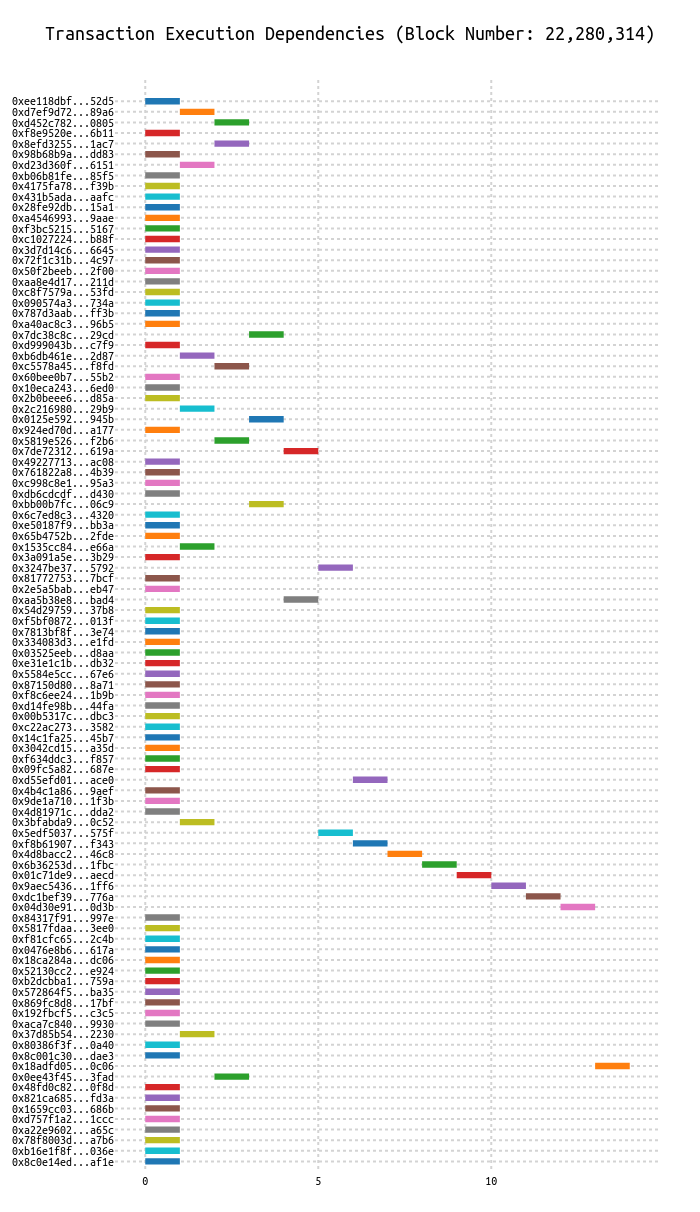 Transaction Execution Dependencies (Block Number: 22,280,314)
0xee118dbf...52d5
0xd7ef9d72...89a6
0xd452c782...0805
0xf8e9520e...6b11
0x8efd3255...1ac7
0x98b68b9a...dd83
0xd23d360f...6151
0xb06b81fe...85f5
0x4175fa78...f39b
0x431b5ada...aafc
0x28fe92db...15a1
0xa4546993...9aae
0xf3bc5215...5167
0xc1027224...b88f
0x3d7d14c6...6645
0x72f1c31b...4c97
0x50f2beeb...2f00
0xaa8e4d17...211d
0xc8f7579a...53fd
0x090574a3...734a
0x787d3aab...ff3b
0xa40ac8c3...96b5
0x7dc38c8c...29cd
0xd999043b...c7f9
0xb6db461e...2d87
0xc5578a45...f8fd
0x60bee0b7...55b2
0x10eca243...6ed0
0x2b0beee6...d85a
0x2c216980...29b9
0x0125e592...945b
0x924ed70d...a177
0x5819e526...f2b6
0x7de72312...619a
0x49227713...ac08
0x761822a8...4b39
0xc998c8e1...95a3
0xdb6cdcdf...d430
0xbb00b7fc...06c9
0x6c7ed8c3...4320
0xe50187f9...bb3a
0x65b4752b...2fde
0x1535cc84...e66a
0x3a091a5e...3b29
0x3247be37...5792
0x81772753...7bcf
0x2e5a5bab...eb47
0xaa5b38e8...bad4
0x54d29759...37b8
0xf5bf0872...013f
0x7813bf8f...3e74
0x334083d3...e1fd
0x03525eeb...d8aa
0xe31e1c1b...db32
0x5584e5cc...67e6
0x87150d80...8a71
0xf8c6ee24...1b9b
0xd14fe98b...44fa
0x00b5317c...dbc3
0xc22ac273...3582
0x14c1fa25...45b7
0x3042cd15...a35d
0xf634ddc3...f857
0x09fc5a82...687e
0xd55efd01...ace0
0x4b4c1a86...9aef
0x9de1a710...1f3b
0x4d81971c...dda2
0x3bfabda9...0c52
0x5edf5037...575f
0xf8b61907...f343
0x4d8bacc2...46c8
0x6b36253d...1fbc
0x01c71de9...aecd
0x9aec5436...1ff6
0xdc1bef39...776a
0x04d30e91...0d3b
0x84317f91...997e
0x5817fdaa...3ee0
0xf81cfc65...2c4b
0x0476e8b6...617a
0x18ca284a...dc06
0x52130cc2...e924
0xb2dcbba1...759a
0x572864f5...ba35
0x869fc8d8...17bf
0x192fbcf5...c3c5
0xaca7c840...9930
0x37d85b54...2230
0x80386f3f...0a40
0x8c001c30...dae3
0x18adfd05...0c06
0x0ee43f45...3fad
0x48fd0c82...0f8d
0x821ca685...fd3a
0x1659cc03...686b
0xd757f1a2...1ccc
0xa22e9602...a65c
0x78f8003d...a7b6
0xb16e1f8f...036e
0x8c0e14ed...af1e
0 5 10